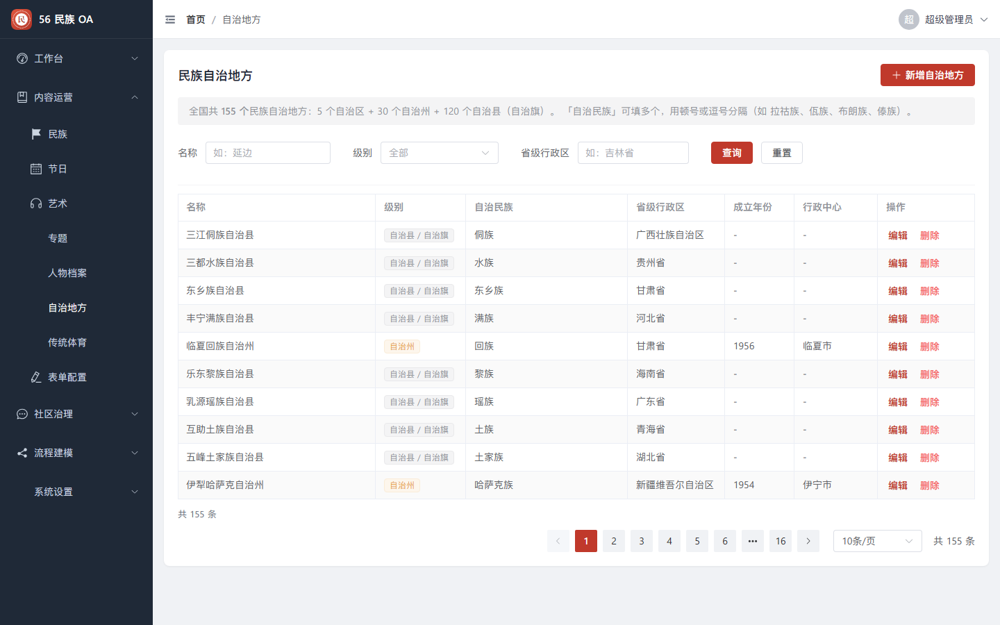 民
56 民族 OA
首页 / 自治地方
超 超级管理员
工作台
内容运营
民族
节日
艺术
专题
人物档案
自治地方
传统体育
表单配置
社区治理
流程建模
系统设置
民族自治地方
新增自治地方
全国共 155 个民族自治地方：5 个自治区 + 30 个自治州 + 120 个自治县（自治旗）。 「自治民族」可填多个，用顿号或逗号分隔（如 拉祜族、佤族、布朗族、傣族）。
名称 如：延边 级别 全部 省级行政区 如：吉林省 查询 重置
名称 级别 自治民族 省级行政区 成立年份 行政中心 操作
三江侗族自治县 自治县 / 自治旗 侗族 广西壮族自治区 - - 编辑 删除
三都水族自治县 自治县 / 自治旗 水族 贵州省 - - 编辑 删除
东乡族自治县 自治县 / 自治旗 东乡族 甘肃省 - - 编辑 删除
丰宁满族自治县 自治县 / 自治旗 满族 河北省 - - 编辑 删除
临夏回族自治州 自治州 回族 甘肃省 1956 临夏市 编辑 删除
乐东黎族自治县 自治县 / 自治旗 黎族 海南省 - - 编辑 删除
乳源瑶族自治县 自治县 / 自治旗 瑶族 广东省 - - 编辑 删除
互助土族自治县 自治县 / 自治旗 土族 青海省 - - 编辑 删除
五峰土家族自治县 自治县 / 自治旗 土家族 湖北省 - - 编辑 删除
伊犁哈萨克自治州 自治州 哈萨克族 新疆维吾尔自治区 1954 伊宁市 编辑 删除
共 155 条
1 2 3 4 5 6 ••• 16 10条/页 共 155 条